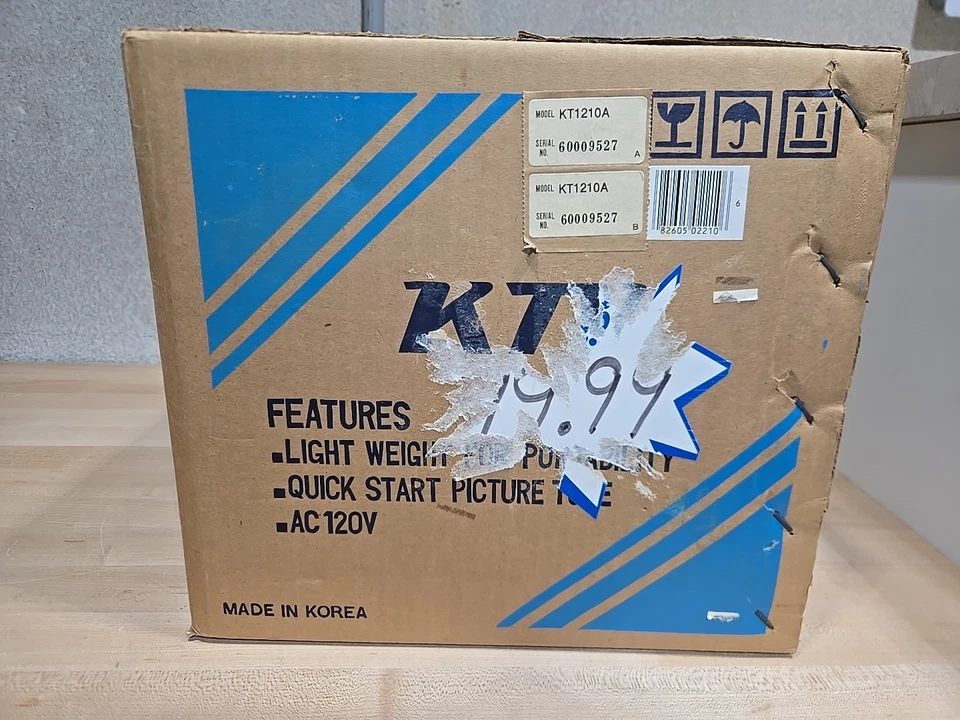 MODEL KT1210A
SERIAL NO. 60009527
A
MODEL KT1210A
SERIAL NO. 60009527
B
82605 02210
6
19.99
FEATURES
▪LIGHT WEIGHT FOR
▪QUICK START PICTURE
▪AC 120V
MADE IN KOREA